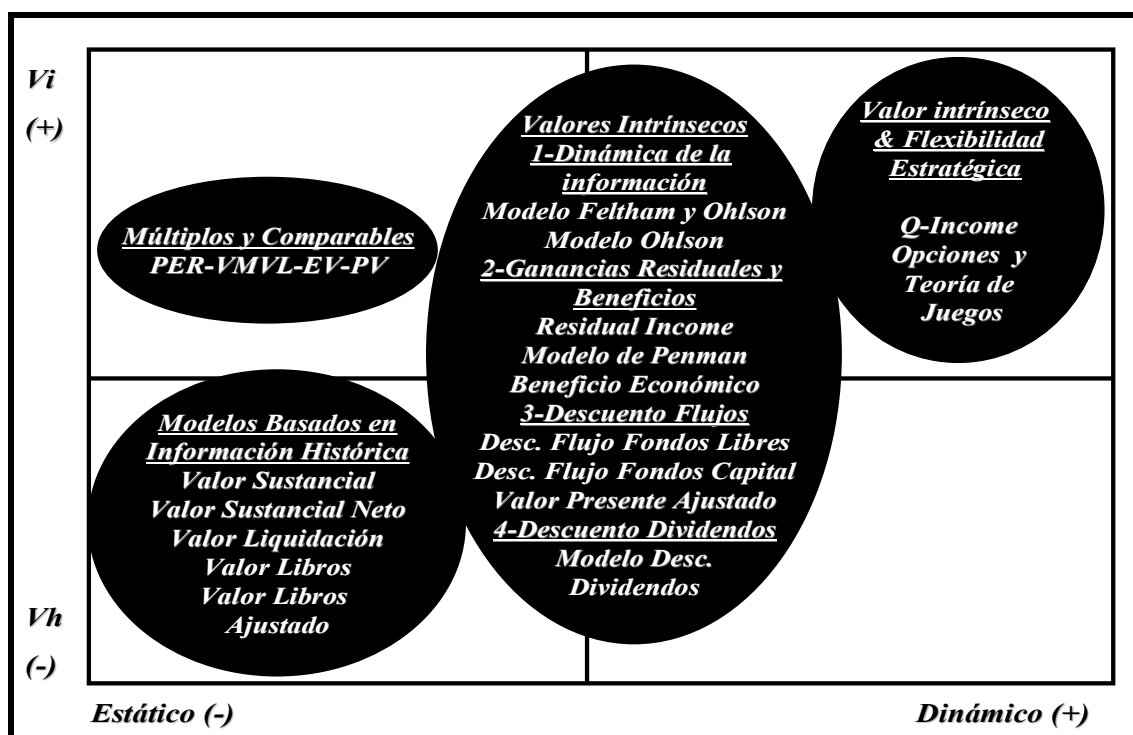 Vi
(+)
Múltiplos y Comparables
PER-VMVL-EV-PV
Valores Intrínsecos
1-Dinámica de la
información
Modelo Feltham y Ohlson
Modelo Ohlson
2-Ganancias Residuales y
Beneficios
Residual Income
Modelo de Penman
Beneficio Económico
3-Descuento Flujos
Desc. Flujo Fondos Libres
Desc. Flujo Fondos Capital
Valor Presente Ajustado
4-Descuento Dividendos
Modelo Desc.
Dividendos
Valor intrínseco
& Flexibilidad
Estratégica
Q-Income
Opciones y
Teoría de
Juegos
Modelos Basados en
Información Histórica
Valor Sustancial
Valor Sustancial Neto
Valor Liquidación
Valor Libros
Valor Libros
Ajustado
Vh
(-)
Estático (-)
Dinámico (+)